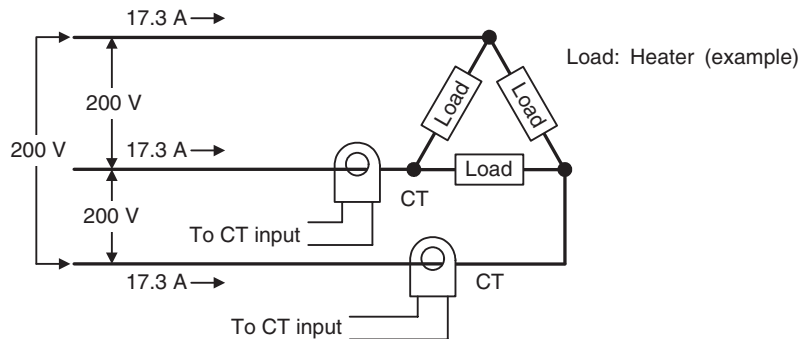 17.3 A
Load: Heater (example)
Load
Load
200 V
200 V
17.3 A
Load
CT
200 V
To CT input
17.3 A
CT
To CT input